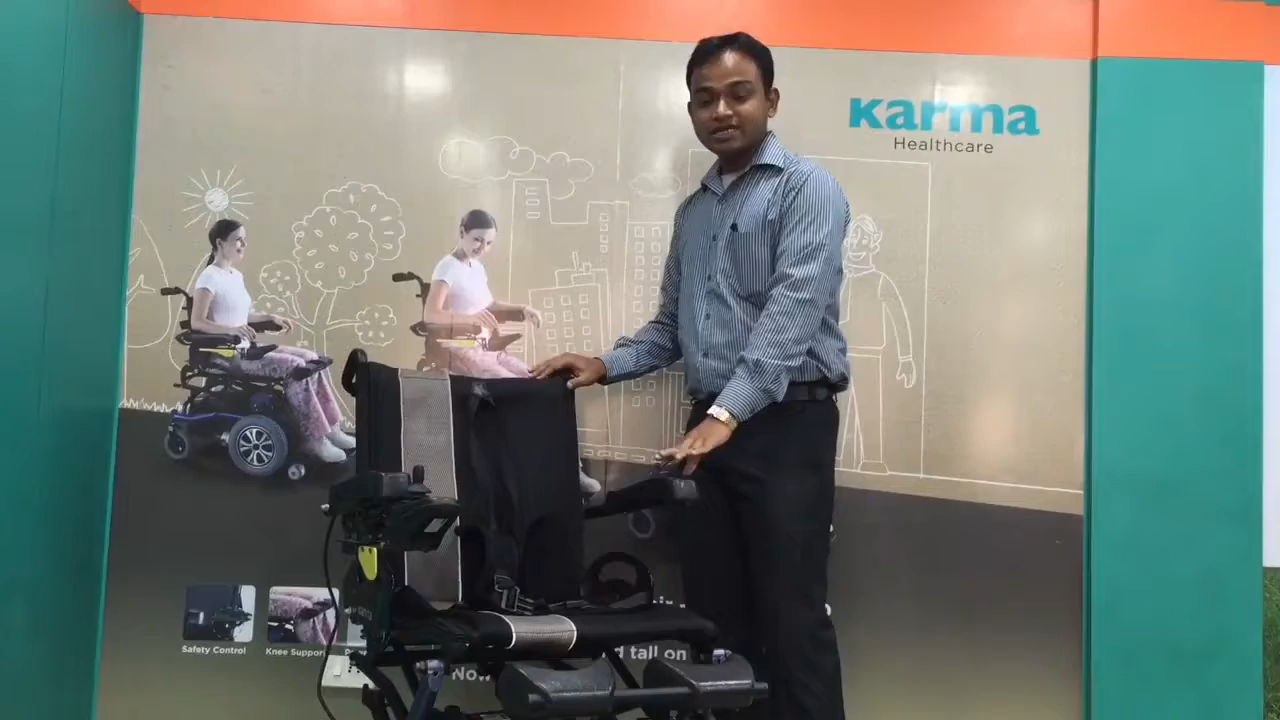 karma
Healthcare
Safety Control
Knee Support
d tall on
Now